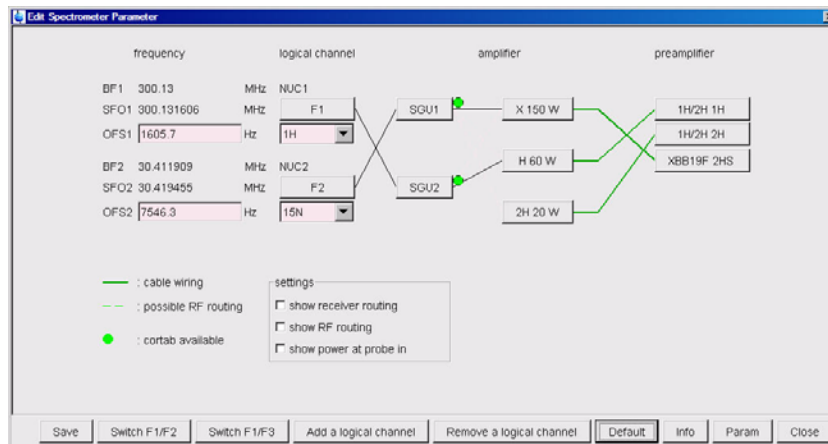 Edit Spectrometer Parameter
frequency logical channel amplifier preamplifier
BF1 300.13 MHz NUC1
SFO1 300.131606 MHz F1 SGU1 X 150 W 1H/2H 1H
OFS1 1605.7 Hz 1H 1H/2H 2H
BF2 30.411909 MHz NUC2 H 60 W XBB19F 2HS
SFO2 30.419455 MHz F2 SGU2
OFS2 7546.3 Hz 15N 2H 20 W
: cable wiring settings
: possible RF routing show receiver routing
show RF routing
: cortab available show power at probe in
Save Switch F1/F2 Switch F1/F3 Add a logical channel Remove a logical channel Default Info Param Close